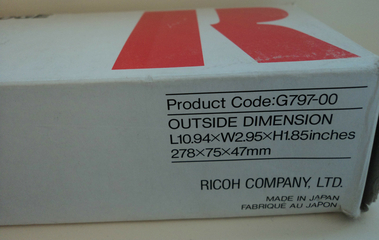 Product Code:G797-00
OUTSIDE DIMENSION
L10.94×W2.95×H1.85inches
278×75×47mm
RICOH COMPANY, LTD.
MADE IN JAPAN
FABRIQUE AU JAPON